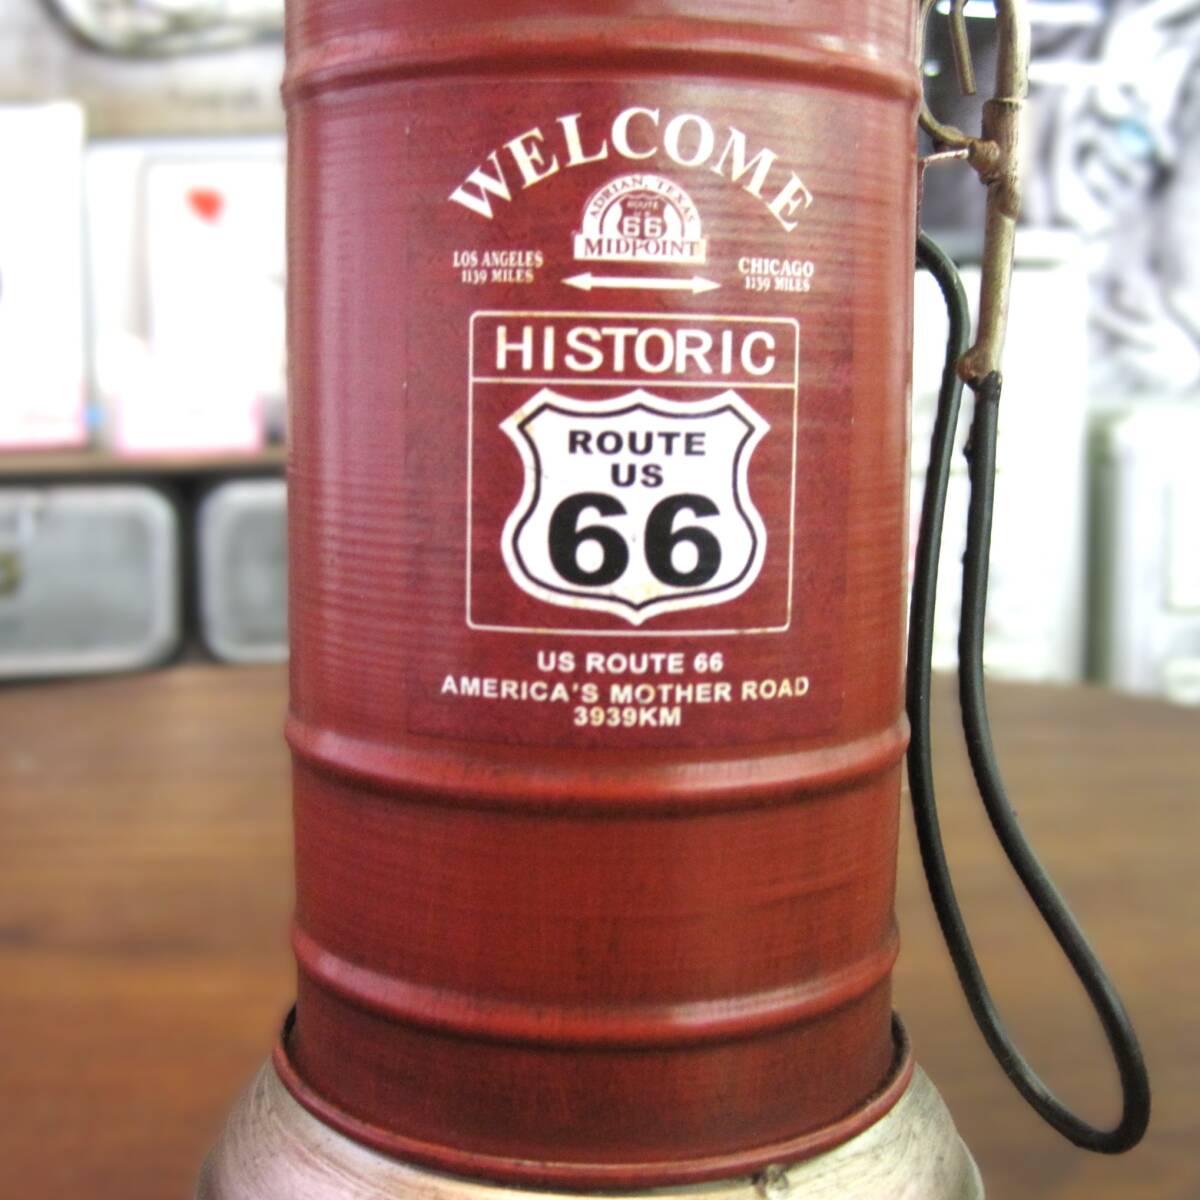 WELCOME
ADRIAN, TEXAS
ROUTE
US
66
MIDPOINT
LOS ANGELES
1139 MILES
CHICAGO
1139 MILES
HISTORIC
ROUTE
US
66
US ROUTE 66
AMERICA'S MOTHER ROAD
3939KM